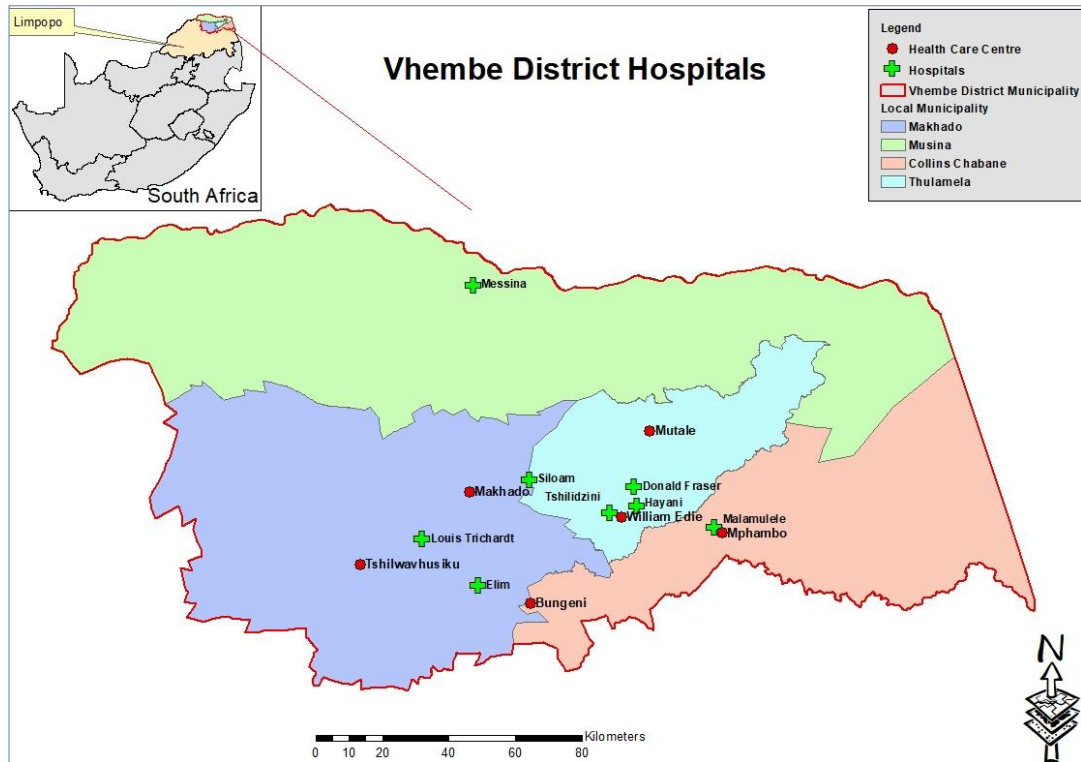 Limpopo
South Africa
Vhembe District Hospitals
Legend
Health Care Centre
Hospitals
Vhembe District Municipality
Local Municipality
Makhado
Musina
Collins Chabane
Thulamela
Messina
Mutale
Siloam
Makhado
Tshilidzini
Donald Fraser
Hayani
William Edie
Malamulele
Mphambo
Louis Trichardt
Tshilwavhusiku
Elim
Bungeni
Kilometers
0 10 20 40 60 80
N